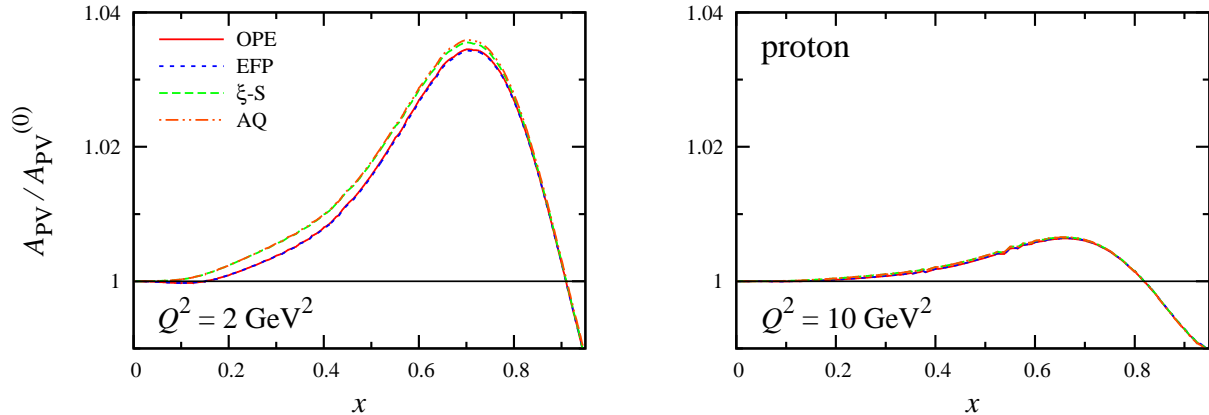 A_PV / A_PV^(0)
1.04
1.02
1
OPE
EFP
ξ-S
AQ
Q^2 = 2 GeV^2
0 0.2 0.4 0.6 0.8
x
1.04
1.02
1
proton
Q^2 = 10 GeV^2
0 0.2 0.4 0.6 0.8
x